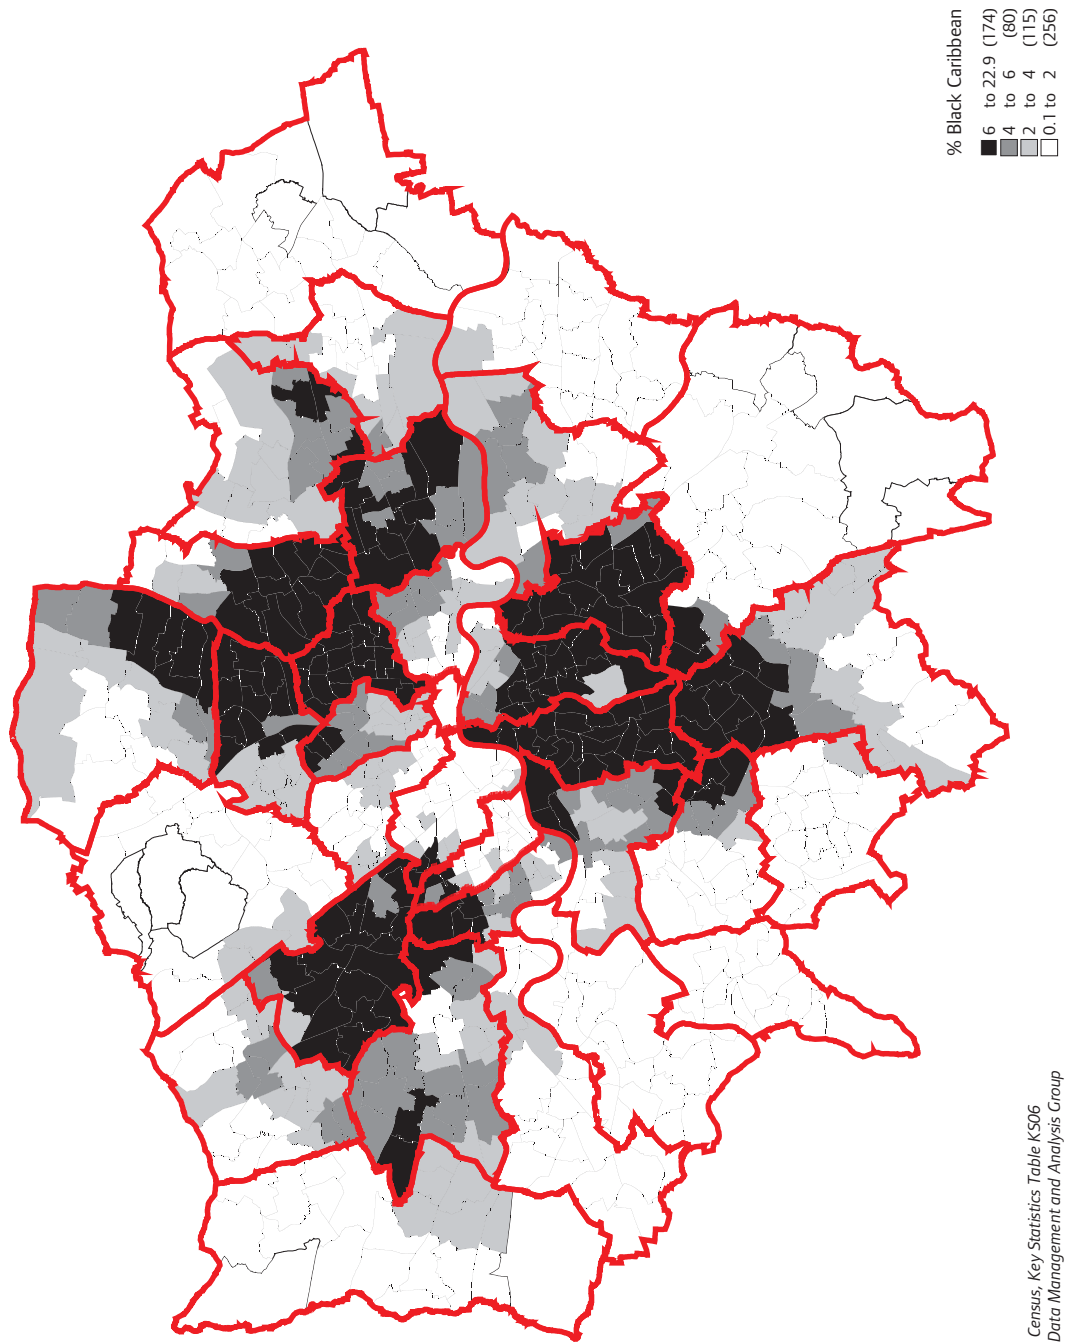 % Black Caribbean
6 to 22.9 (174)
4 to 6 (80)
2 to 4 (115)
0.1 to 2 (256)
Census, Key Statistics Table KS06
Data Management and Analysis Group